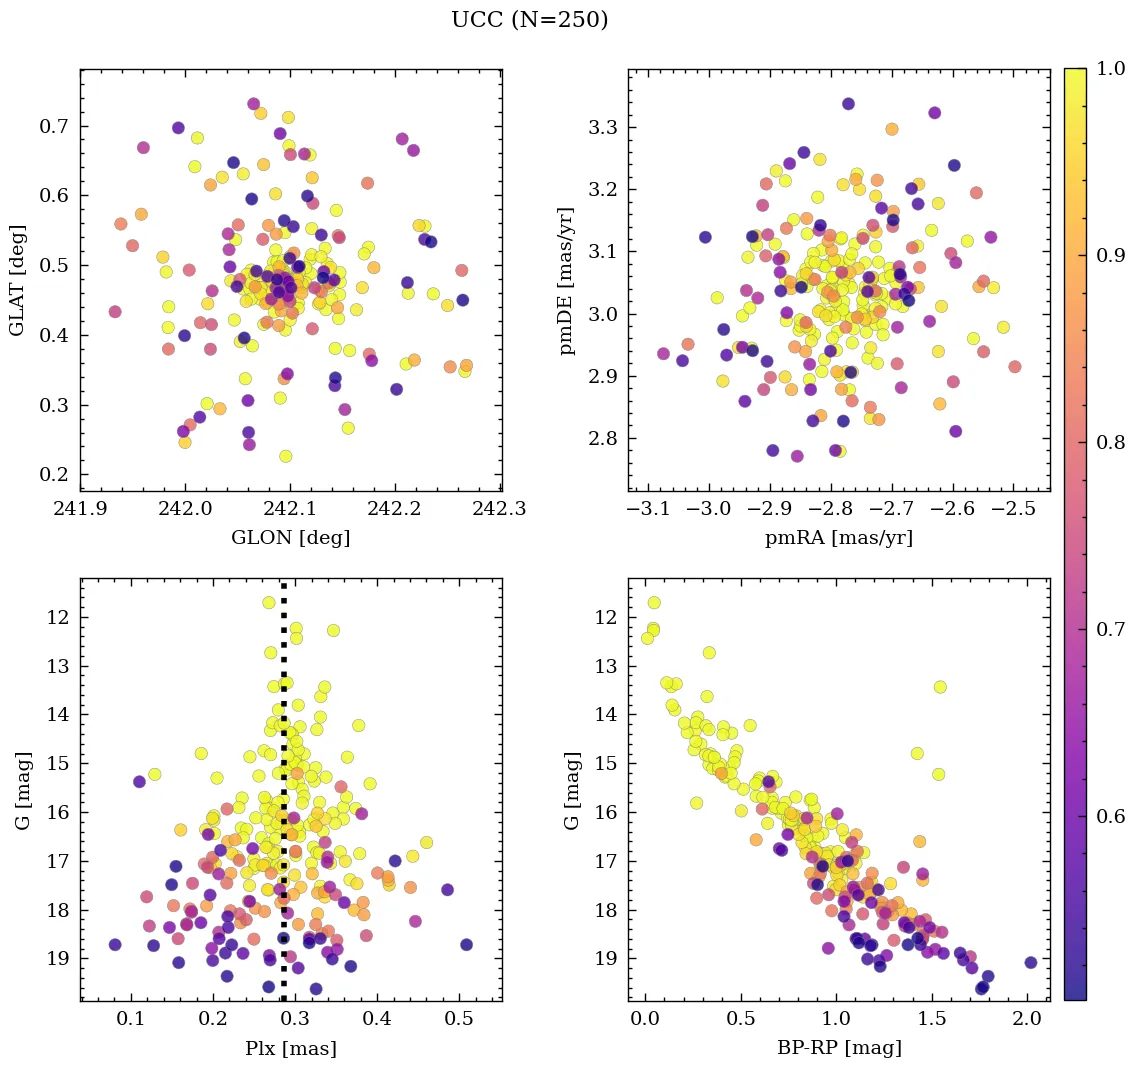 UCC (N=250)
0.7
0.6
0.5
0.4
0.3
0.2
GLAT [deg]
241.9 242.0 242.1 242.2 242.3
GLON [deg]
3.3
3.2
3.1
3.0
2.9
2.8
pmDE [mas/yr]
−3.1 −3.0 −2.9 −2.8 −2.7 −2.6 −2.5
pmRA [mas/yr]
1.0
0.9
0.8
0.7
0.6
12
13
14
15
16
17
18
19
G [mag]
0.1 0.2 0.3 0.4 0.5
Plx [mas]
12
13
14
15
16
17
18
19
G [mag]
0.0 0.5 1.0 1.5 2.0
BP-RP [mag]